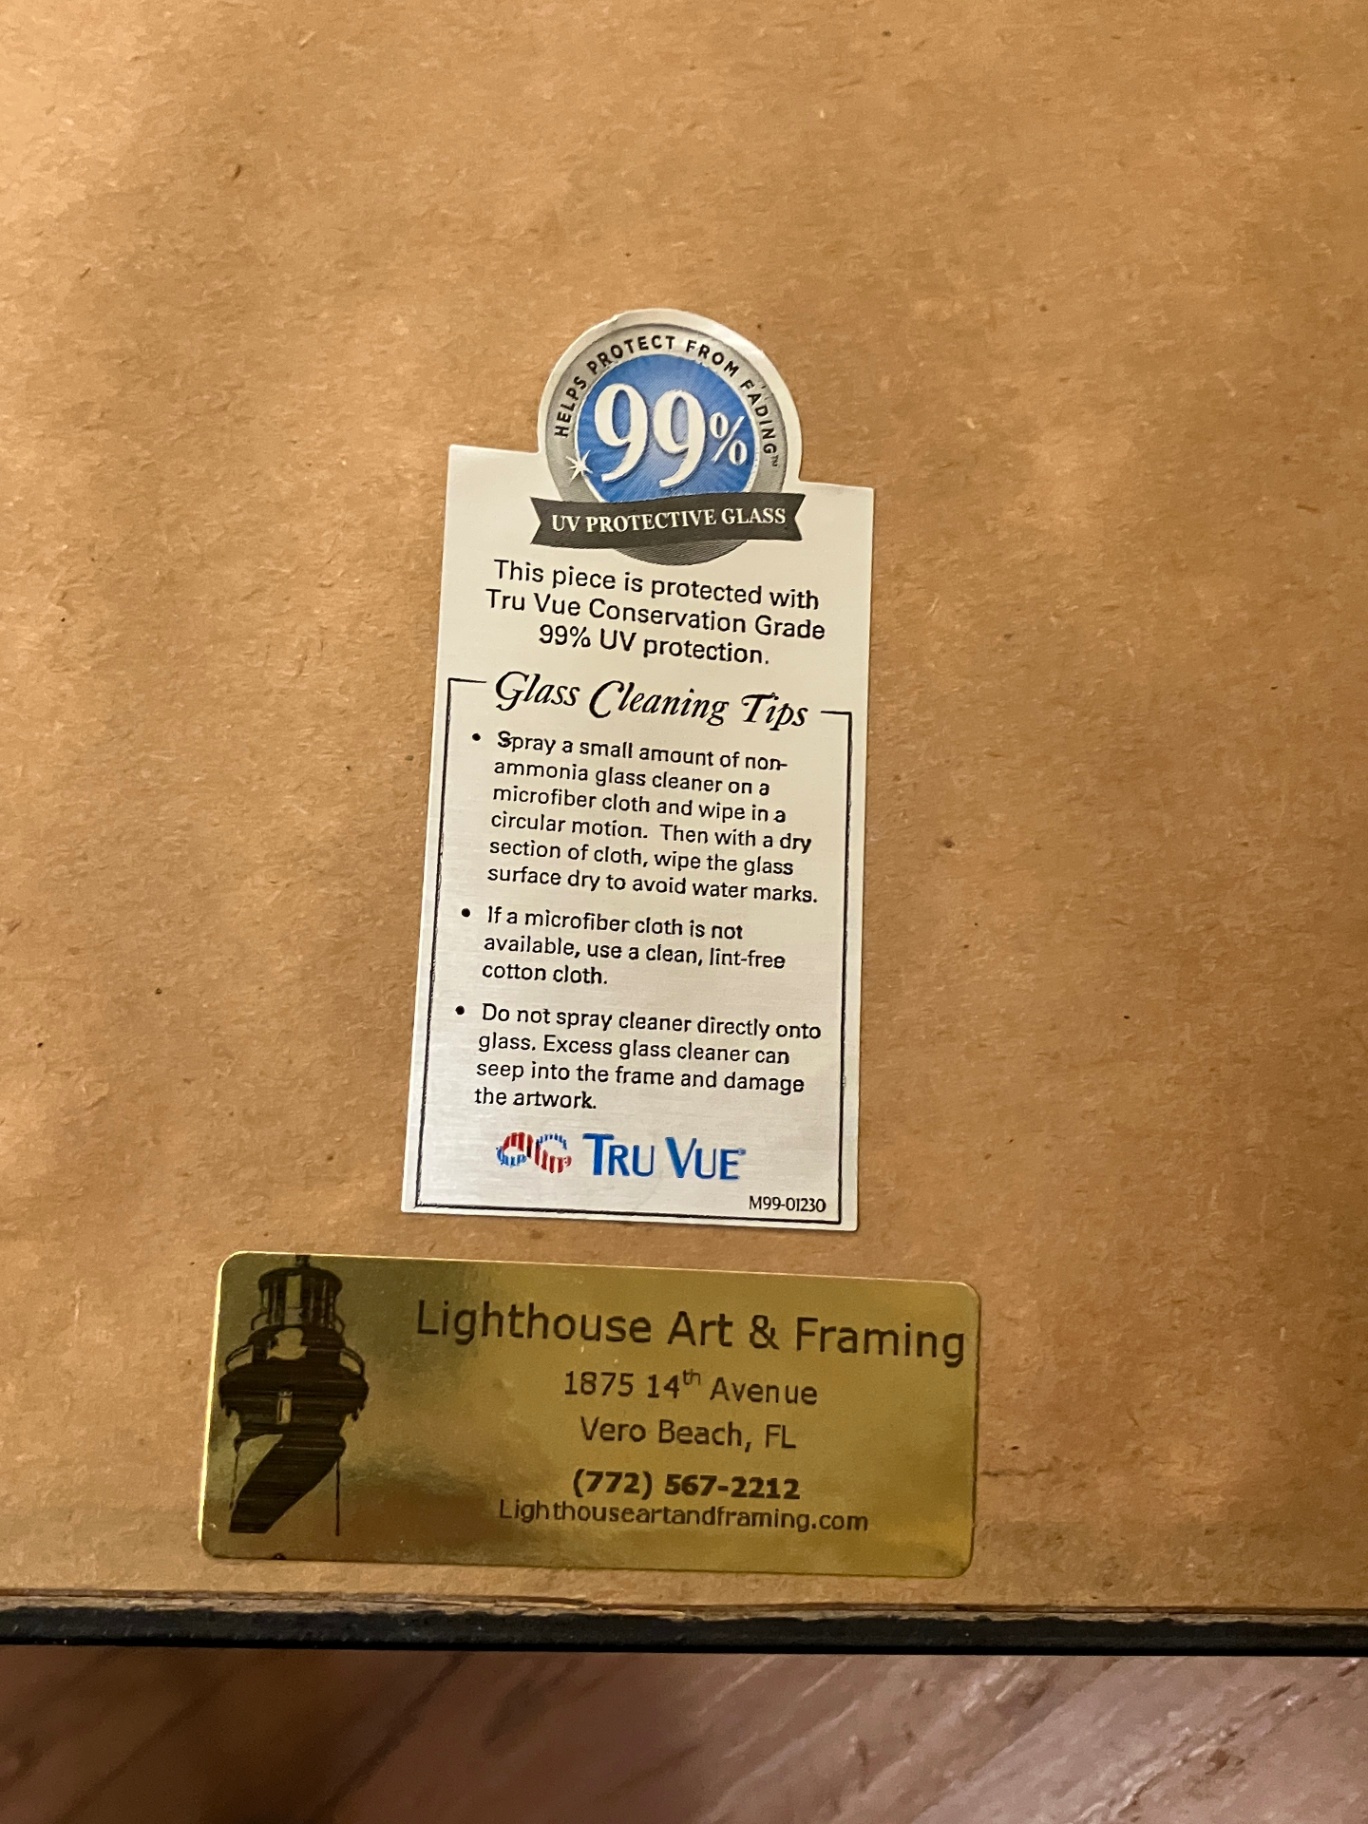 HELPS PROTECT FROM FADING™
99%
UV PROTECTIVE GLASS
This piece is protected with
Tru Vue Conservation Grade
99% UV protection.
Glass Cleaning Tips
• Spray a small amount of non-
ammonia glass cleaner on a
microfiber cloth and wipe in a
circular motion. Then with a dry
section of cloth, wipe the glass
surface dry to avoid water marks.
• If a microfiber cloth is not
available, use a clean, lint-free
cotton cloth.
• Do not spray cleaner directly onto
glass. Excess glass cleaner can
seep into the frame and damage
the artwork.
TRU VUE®
M99-01230
Lighthouse Art & Framing
1875 14th Avenue
Vero Beach, FL
(772) 567-2212
Lighthouseartandframing.com